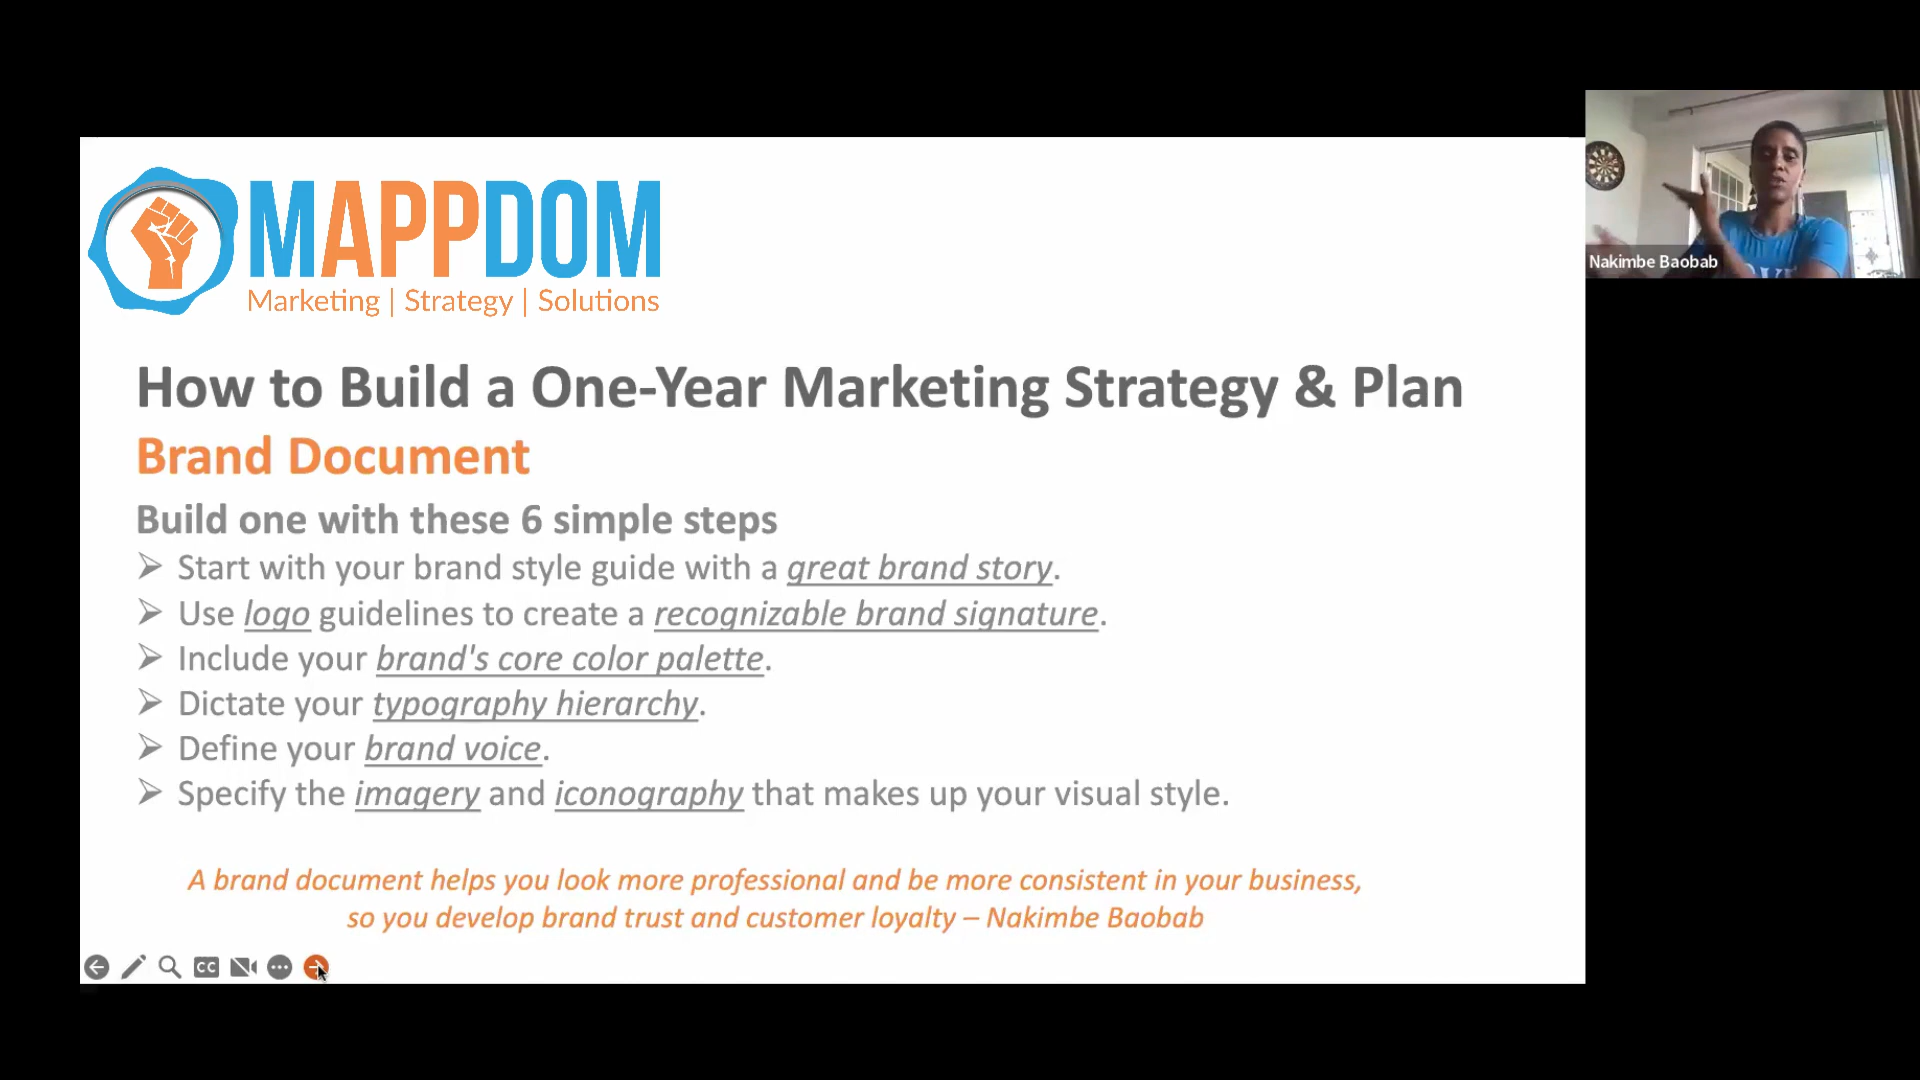 MAPPDOM
Marketing | Strategy | Solutions
How to Build a One-Year Marketing Strategy & Plan
Brand Document
Build one with these 6 simple steps
➢ Start with your brand style guide with a great brand story.
➢ Use logo guidelines to create a recognizable brand signature.
➢ Include your brand's core color palette.
➢ Dictate your typography hierarchy.
➢ Define your brand voice.
➢ Specify the imagery and iconography that makes up your visual style.
A brand document helps you look more professional and be more consistent in your business,
so you develop brand trust and customer loyalty – Nakimbe Baobab
CC
Nakimbe Baobab